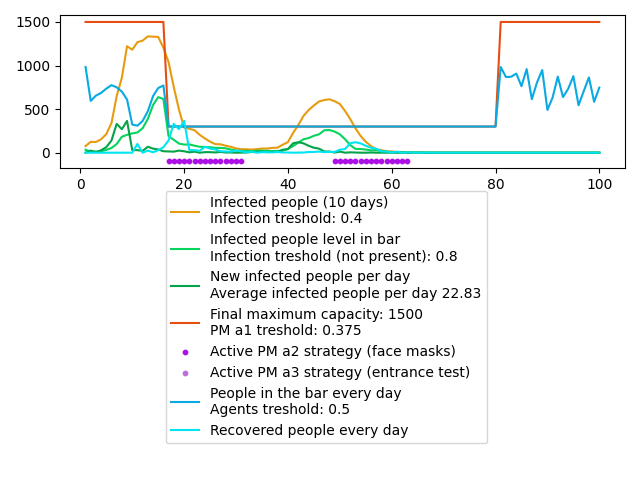 1500
1000
500
0
0
20
40
60
80
100
Infected people (10 days)
Infection treshold: 0.4
Infected people level in bar
Infection treshold (not present): 0.8
New infected people per day
Average infected people per day 22.83
Final maximum capacity: 1500
PM a1 treshold: 0.375
Active PM a2 strategy (face masks)
Active PM a3 strategy (entrance test)
People in the bar every day
Agents treshold: 0.5
Recovered people every day